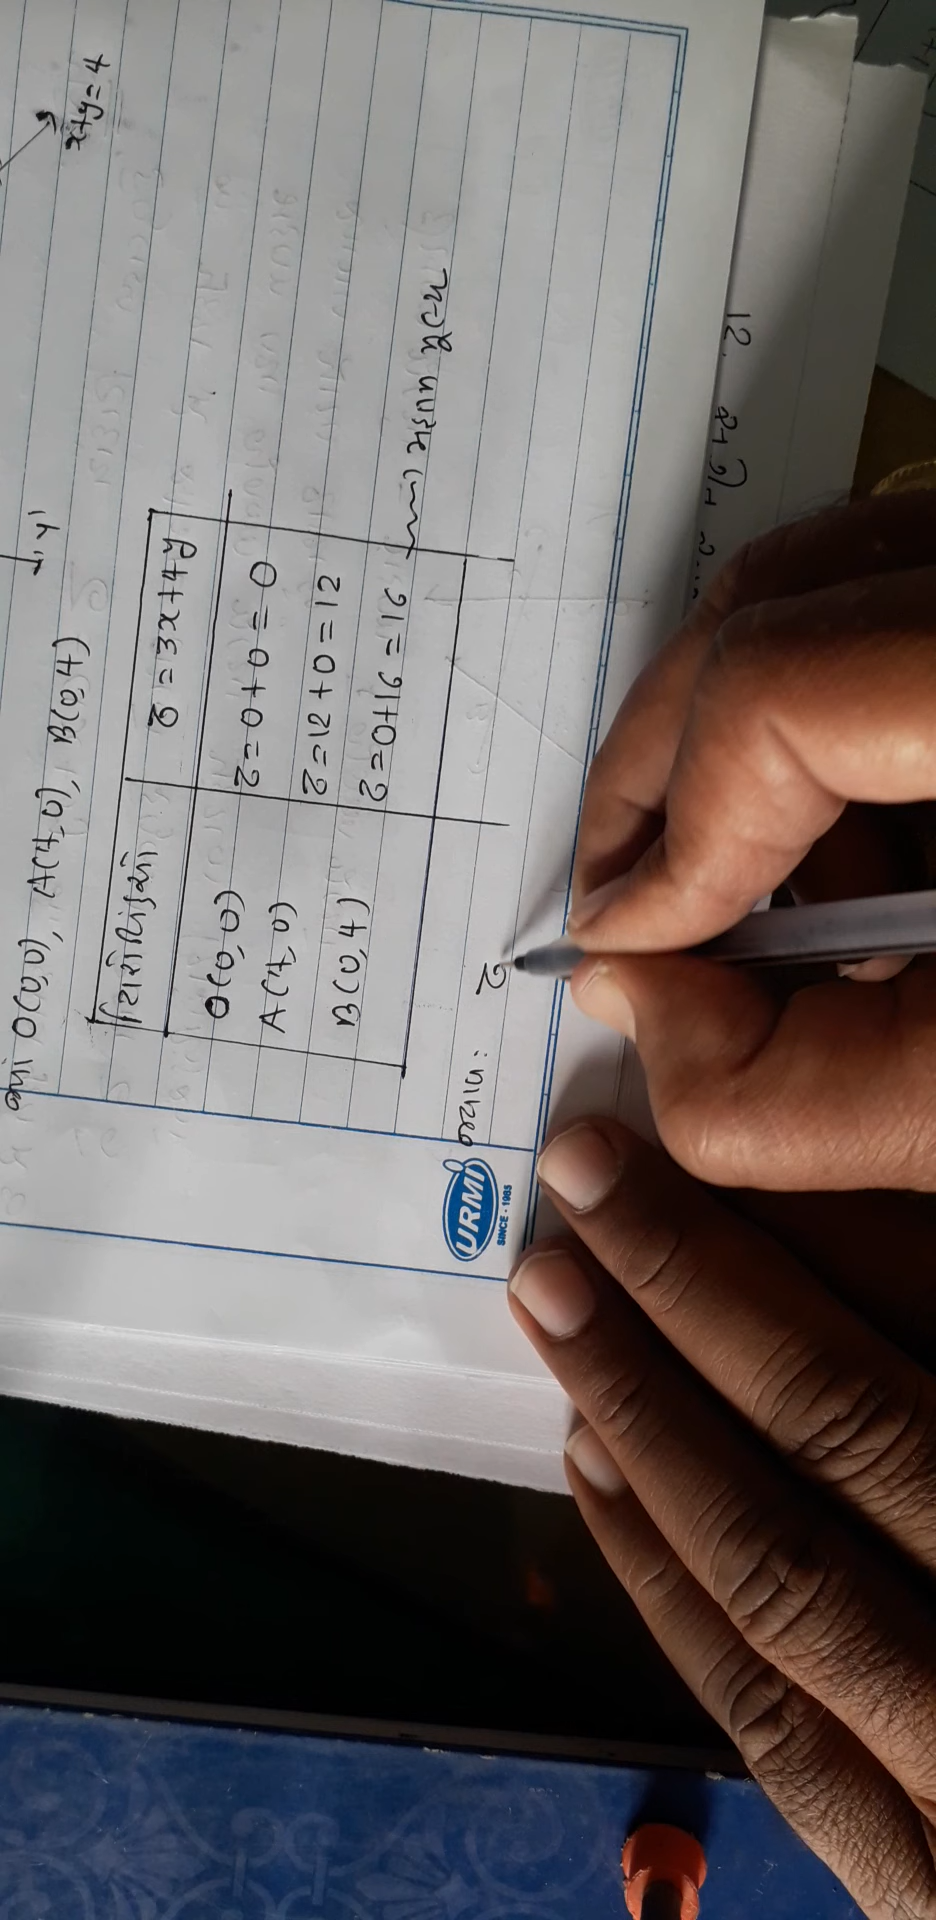 x+y=4
y'
O(0,0), A(4,0), B(0,4)
શિરોબિંદુઓ Z = 3x+4y
O(0,0) Z=0+0=0
A(4,0) Z=12+0=12
B(0,4) Z=0+16=16 મહત્તમ મૂલ્ય
URMI
SINCE - 1985
જવાબ: Z
12.